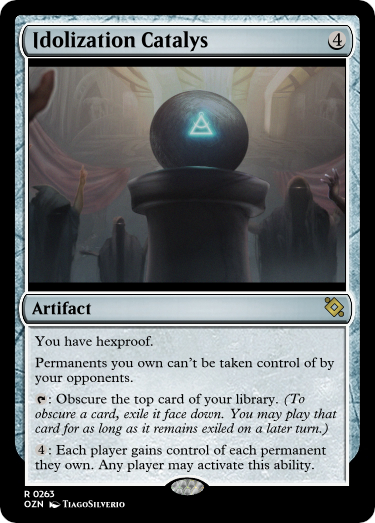 Idolization Catalys 4
Artifact
You have hexproof.
Permanents you own can't be taken control of by
your opponents.
: Obscure the top card of your library. (To
obscure a card, exile it face down. You may play that
card for as long as it remains exiled on a later turn.)
4: Each player gains control of each permanent
they own. Any player may activate this ability.
R 0263
OZN TiagoSilverio